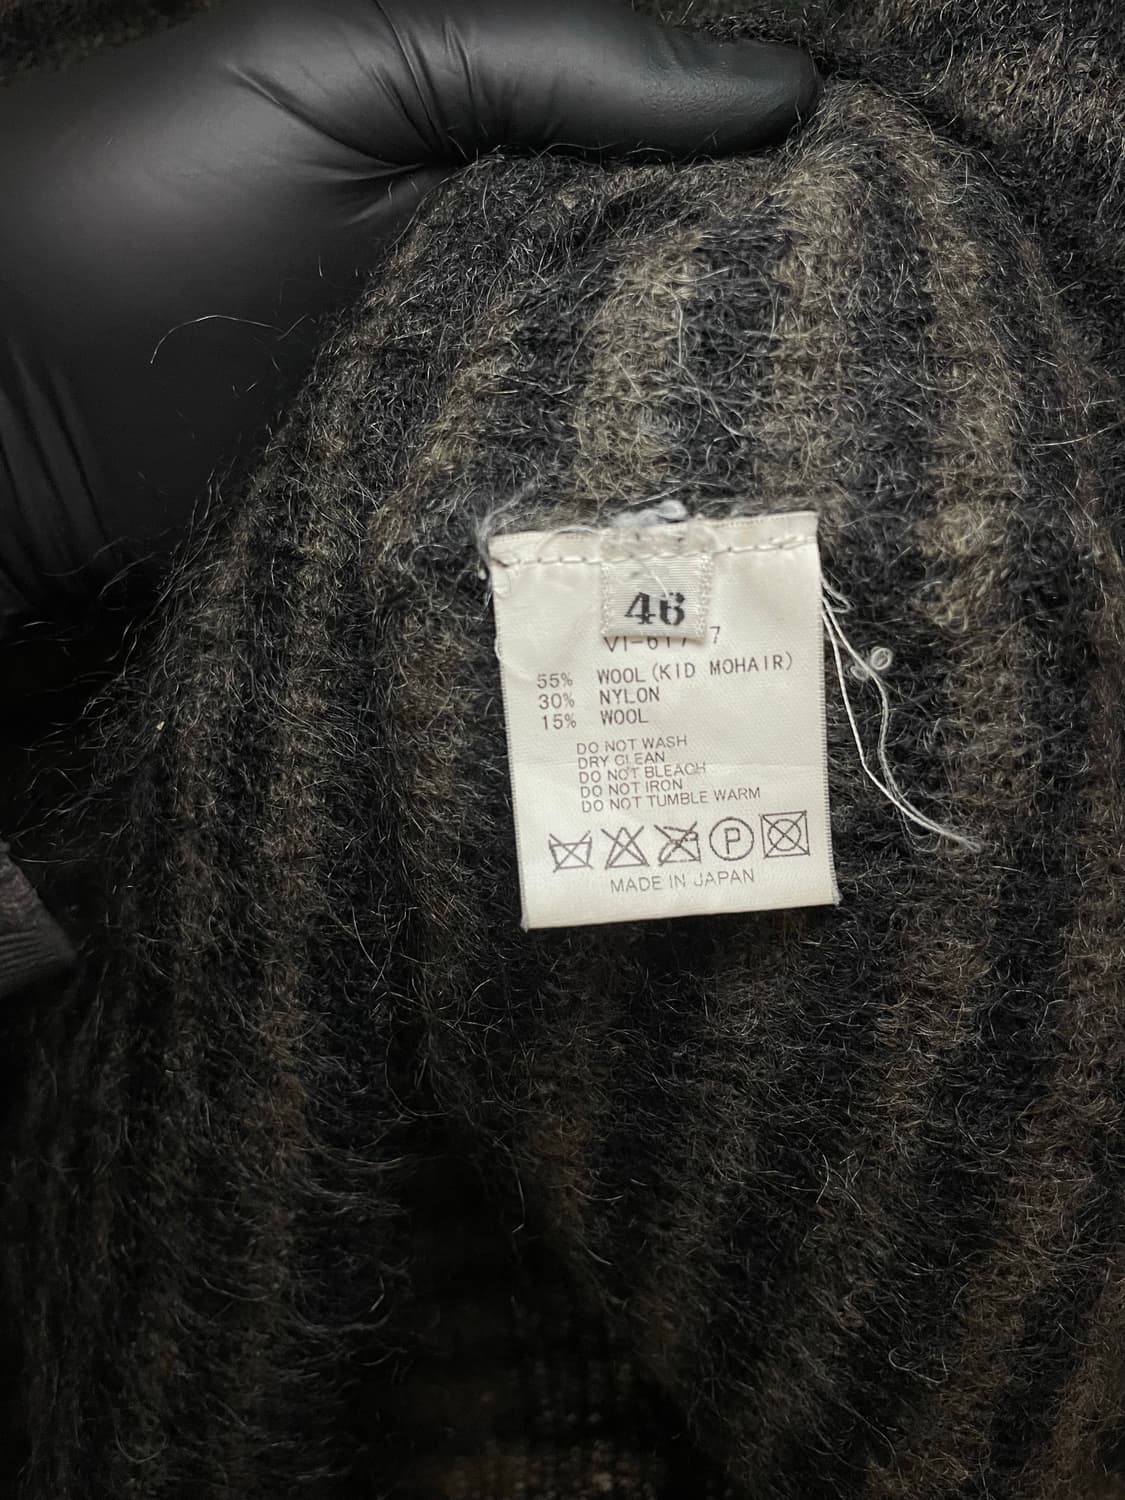 46
55% WOOL (KID MOHAIR)
30% NYLON
15% WOOL
DO NOT WASH
DRY CLEAN
DO NOT BLEACH
DO NOT IRON
DO NOT TUMBLE WARM
P
MADE IN JAPAN